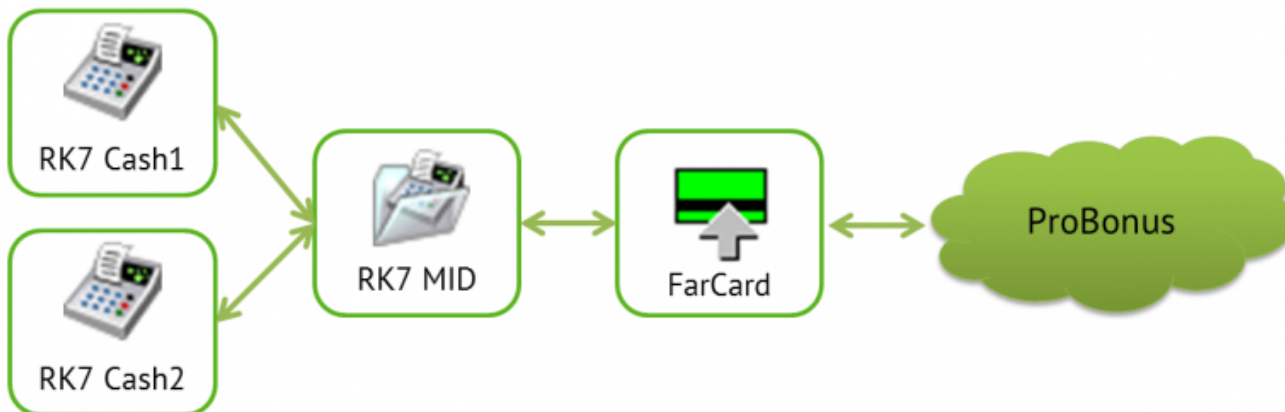 RK7 Cash1
RK7 Cash2
RK7 MID
FarCard
ProBonus